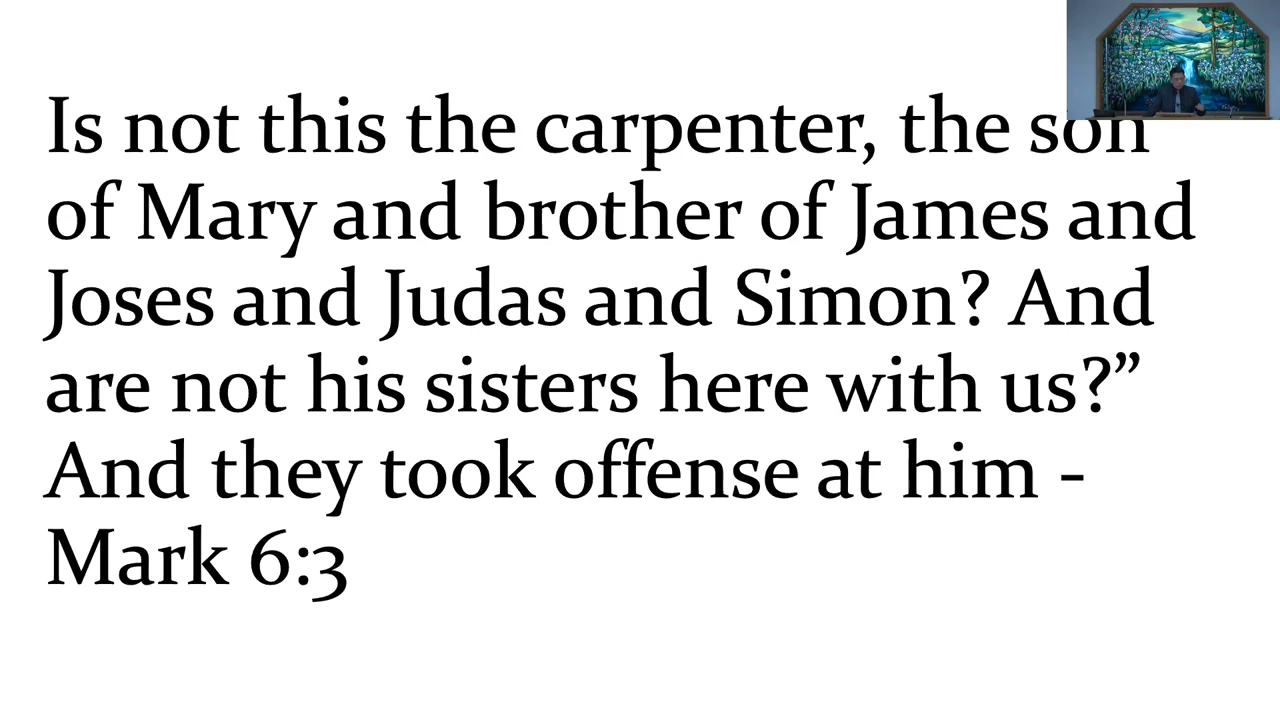 Is not this the carpenter, the son
of Mary and brother of James and
Joses and Judas and Simon? And
are not his sisters here with us?”
And they took offense at him -
Mark 6:3